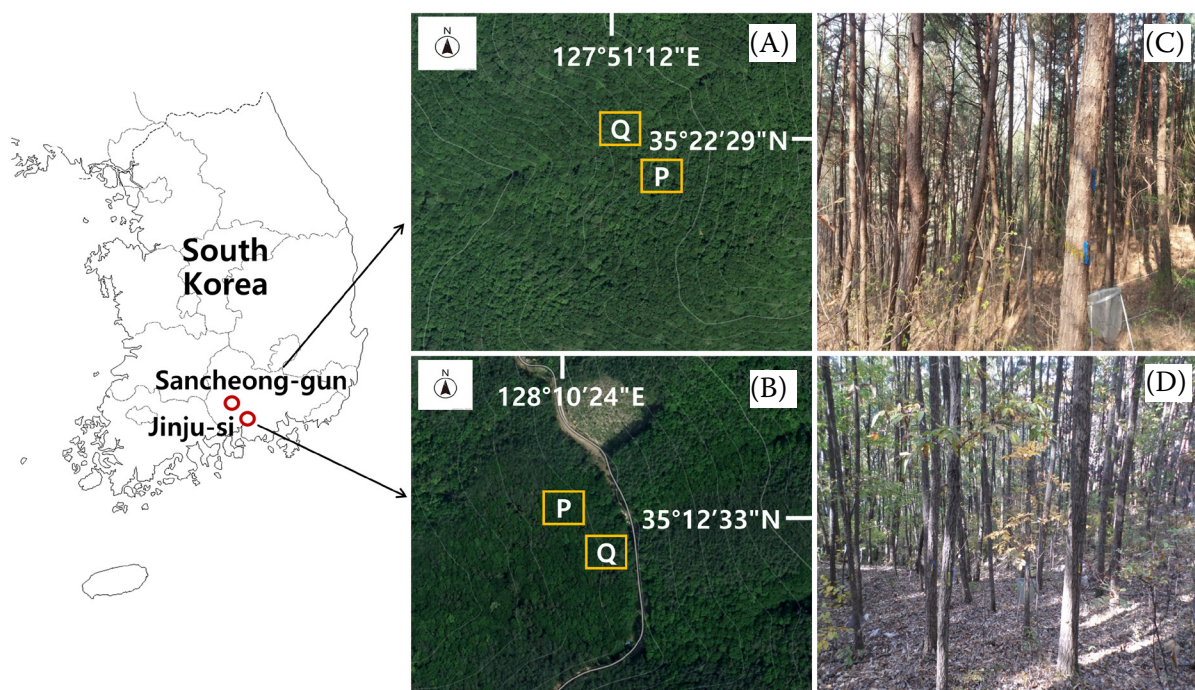 South
Korea
Sancheong-gun
Jinju-si
N
(A)
127°51′12"E
Q
35°22′29"N
P
(C)
N
(B)
128°10′24"E
P
35°12′33"N
Q
(D)